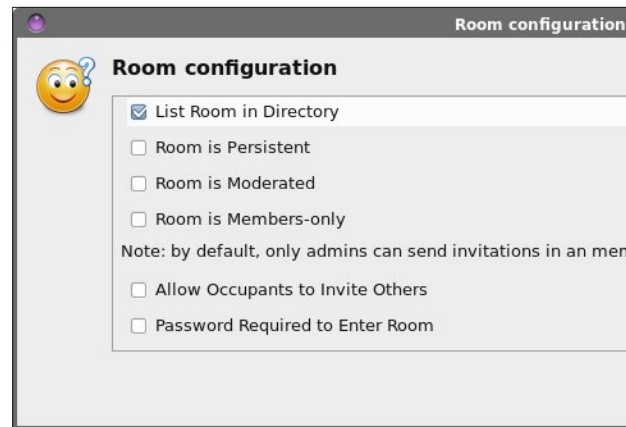 Room configuration
Room configuration
List Room in Directory
Room is Persistent
Room is Moderated
Room is Members-only
Note: by default, only admins can send invitations in an
Allow Occupants to Invite Others
Password Required to Enter Room